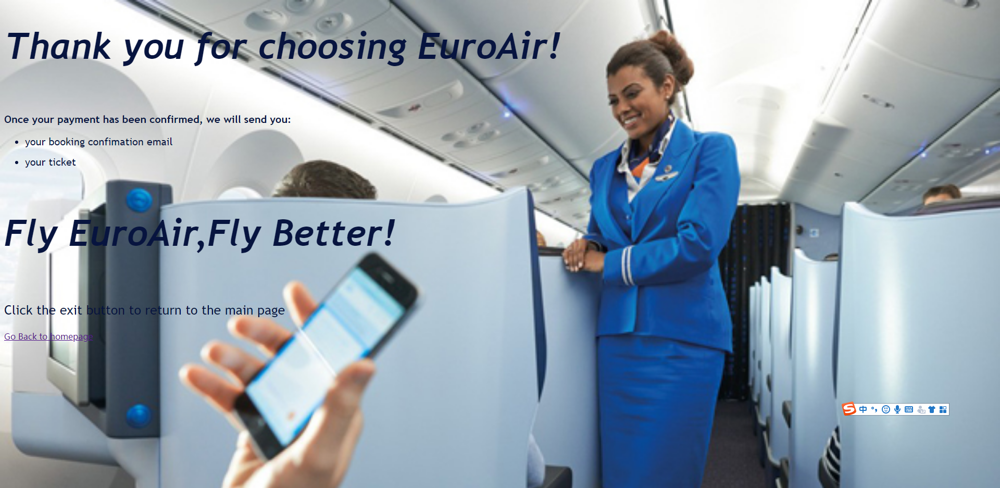 Thank you for choosing EuroAir!
Once your payment has been confirmed, we will send you:
your booking confimation email
your ticket
Fly EuroAir,Fly Better!
Click the exit button to return to the main page
Go Back to homepage
S 中